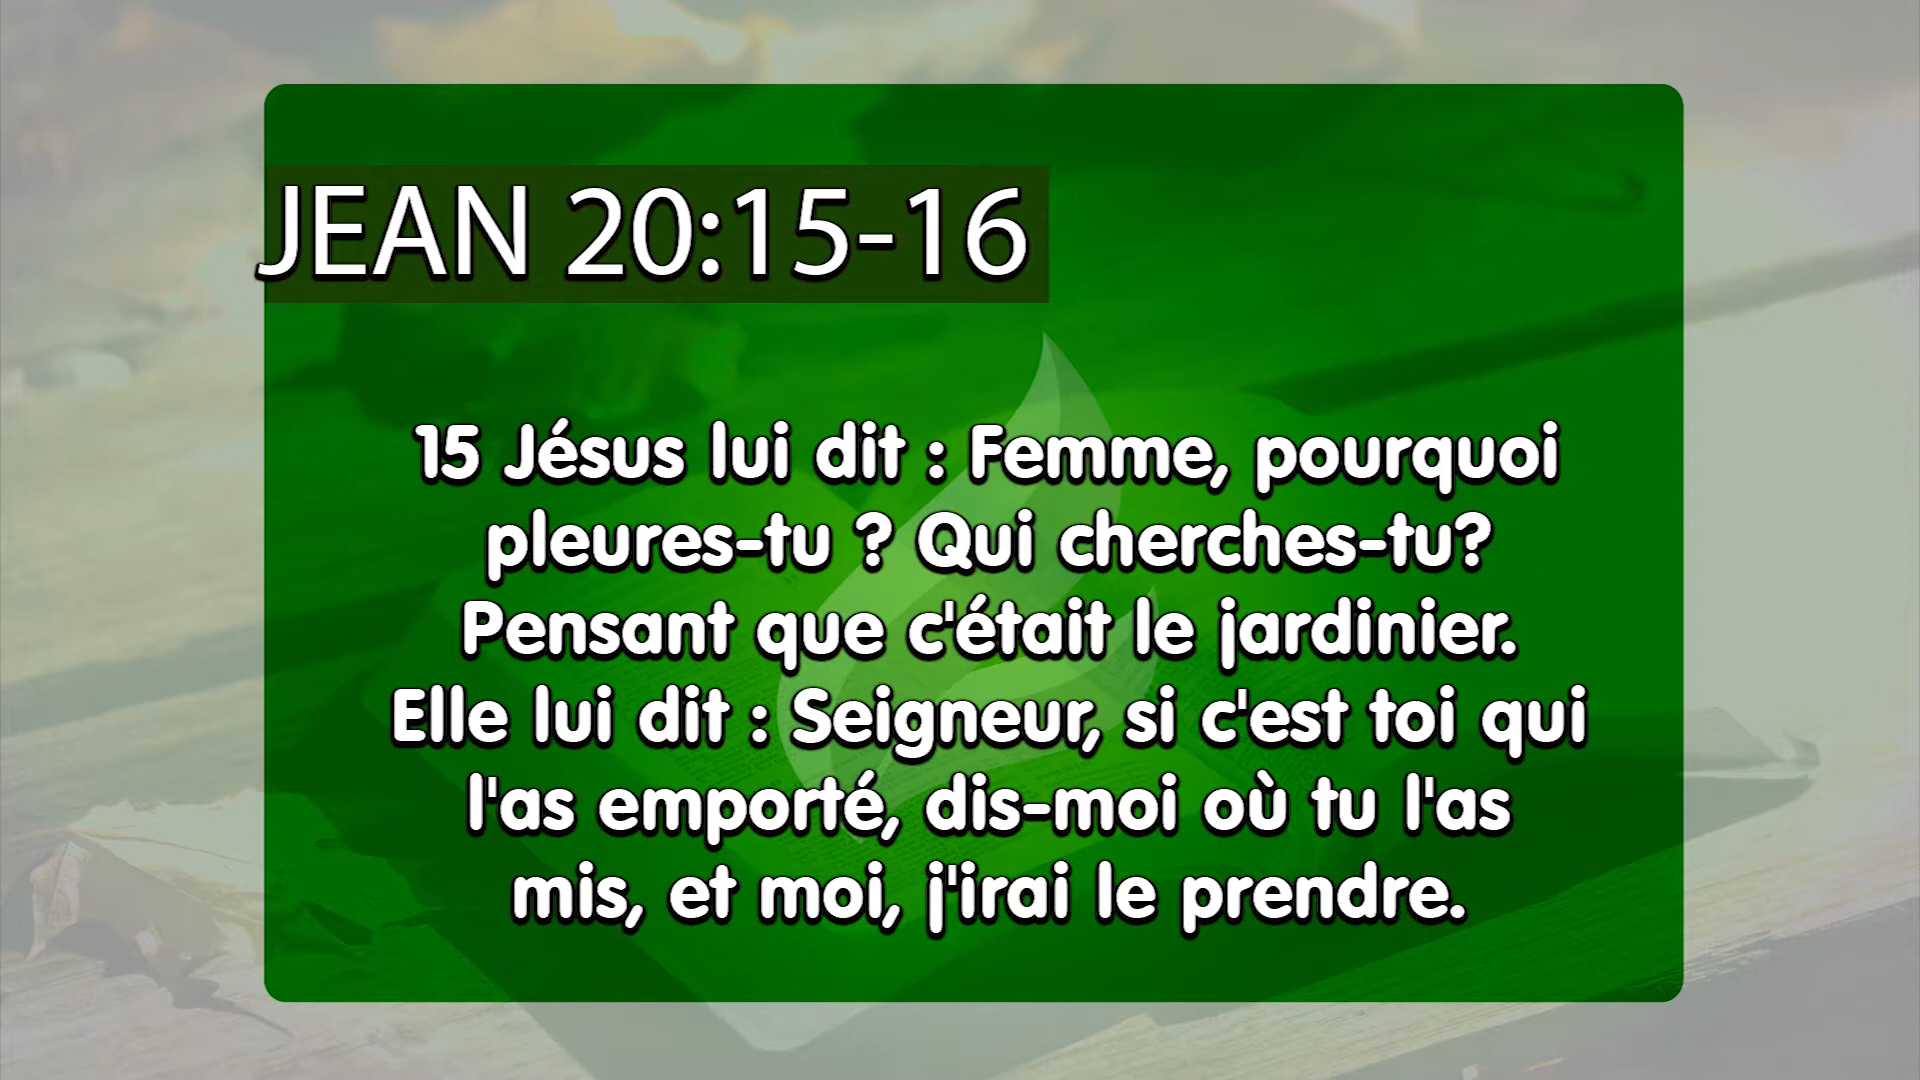 JEAN 20:15-16
15 Jésus lui dit : Femme, pourquoi
pleures-tu ? Qui cherches-tu?
Pensant que c'était le jardinier.
Elle lui dit : Seigneur, si c'est toi qui
l'as emporté, dis-moi où tu l'as
mis, et moi, j'irai le prendre.